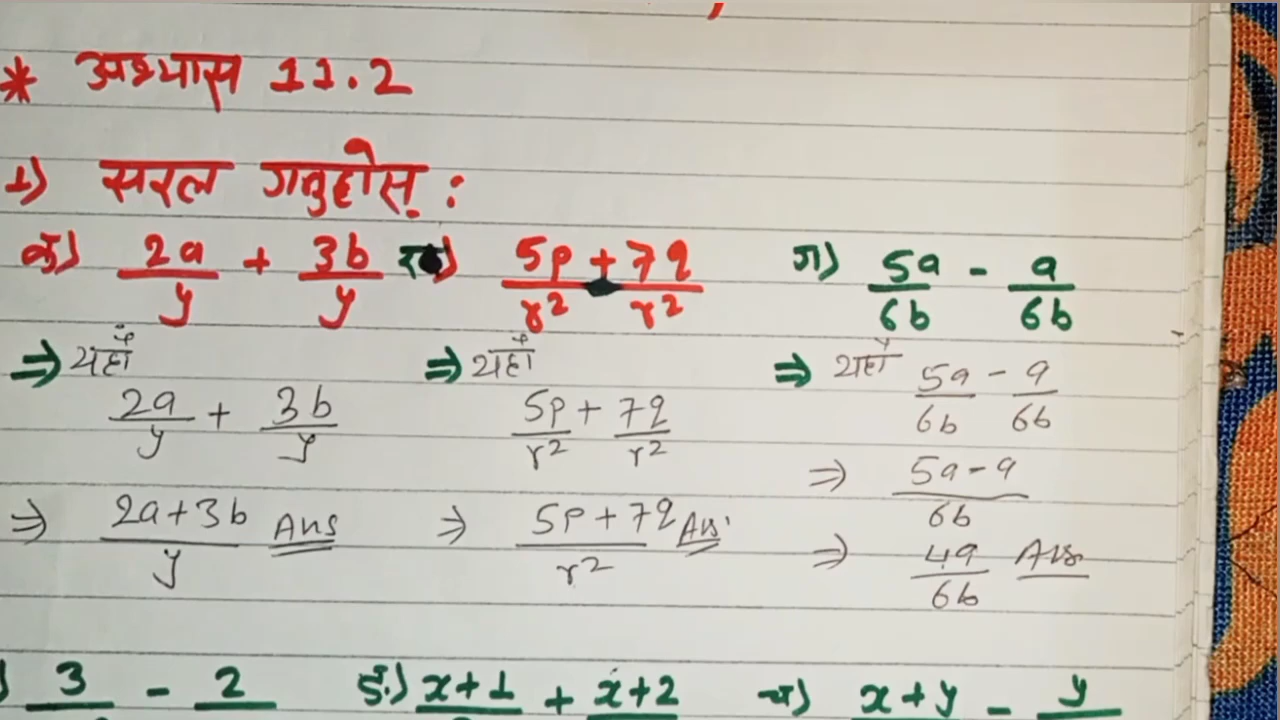 * अभ्यास 11.2
1) सरल गर्नुहोस् :
क) 2a/y + 3b/y ख) 5p/r² + 7q/r² ग) 5a/6b - a/6b
⇒ यहाँ ⇒ यहाँ ⇒ यहाँ 5a/6b - a/6b
2a/y + 3b/y 5p/r² + 7q/r² ⇒ (5a-a)/6b
⇒ (2a+3b)/y Ans ⇒ (5p+7q)/r² Ans ⇒ 4a/6b Ans
) 3 - 2 ङ) x+1 + x+2 च) x+y - y